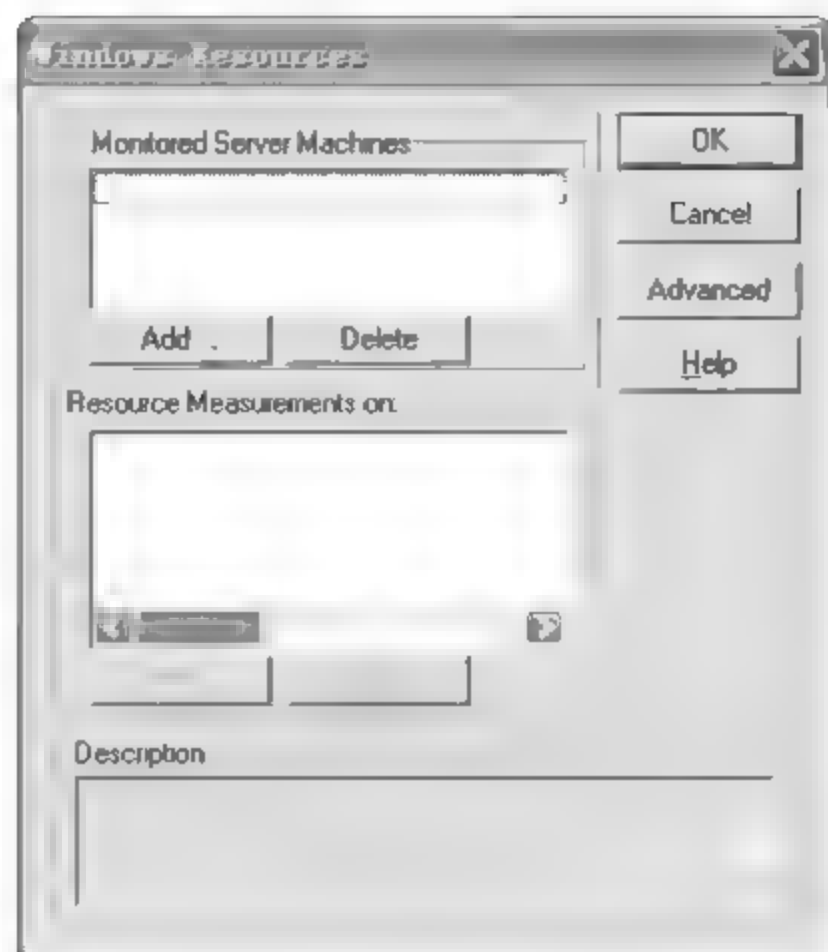 Windows Resources
Monitored Server Machines
OK
Cancel
Advanced
Help
Add .
Delete
Resource Measurements on:
Description